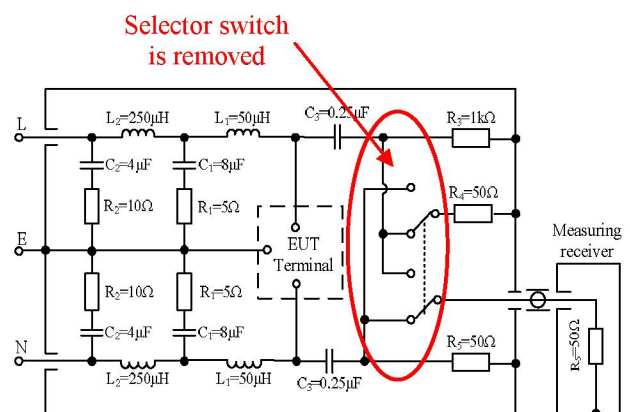 Selector switch
is removed
L
L₂=250μH
L₁=50μH
C₃=0.25μF
R₃=1kΩ
C₂=4μF
C₁=8μF
R₂=10Ω
R₁=5Ω
R₄=50Ω
E
EUT
Terminal
Measuring
receiver
R₂=10Ω
R₁=5Ω
C₂=4μF
C₁=8μF
R₅=50Ω
R₅=50Ω
N
L₂=250μH
L₁=50μH
C₃=0.25μF